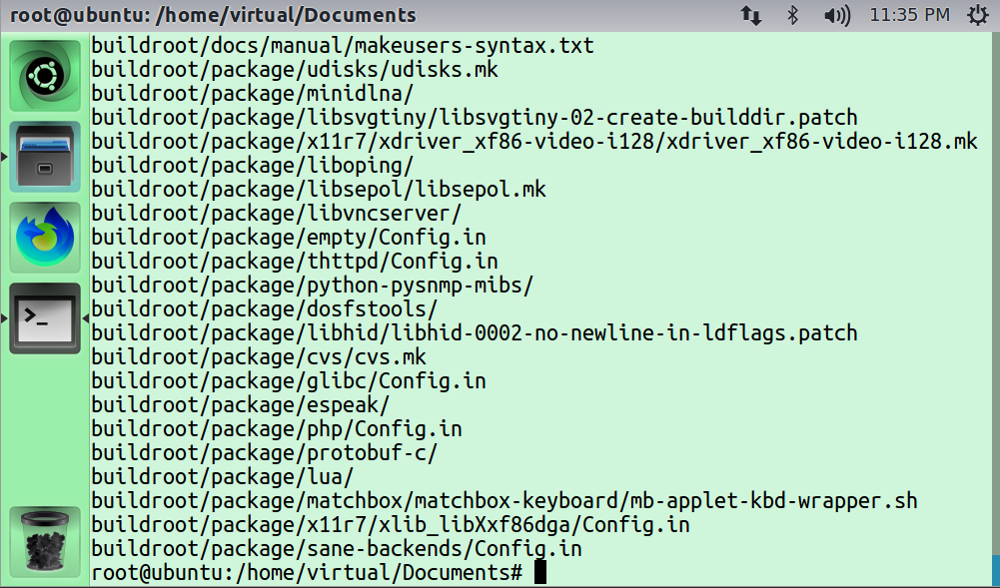 root@ubuntu: /home/virtual/Documents
11:35 PM
buildroot/docs/manual/makeusers-syntax.txt
buildroot/package/udisks/udisks.mk
buildroot/package/minidlna/
buildroot/package/libsvgtiny/libsvgtiny-02-create-builddir.patch
buildroot/package/x11r7/xdriver_xf86-video-i128/xdriver_xf86-video-i128.mk
buildroot/package/liboping/
buildroot/package/libsepol/libsepol.mk
buildroot/package/libvncserver/
buildroot/package/empty/Config.in
buildroot/package/thttpd/Config.in
buildroot/package/python-pysnmp-mibs/
buildroot/package/dosfstools/
buildroot/package/libhid/libhid-0002-no-newline-in-ldflags.patch
buildroot/package/cvs/cvs.mk
buildroot/package/glibc/Config.in
buildroot/package/espeak/
buildroot/package/php/Config.in
buildroot/package/protobuf-c/
buildroot/package/lua/
buildroot/package/matchbox/matchbox-keyboard/mb-applet-kbd-wrapper.sh
buildroot/package/x11r7/xlib_libXxf86dga/Config.in
buildroot/package/sane-backends/Config.in
root@ubuntu:/home/virtual/Documents#